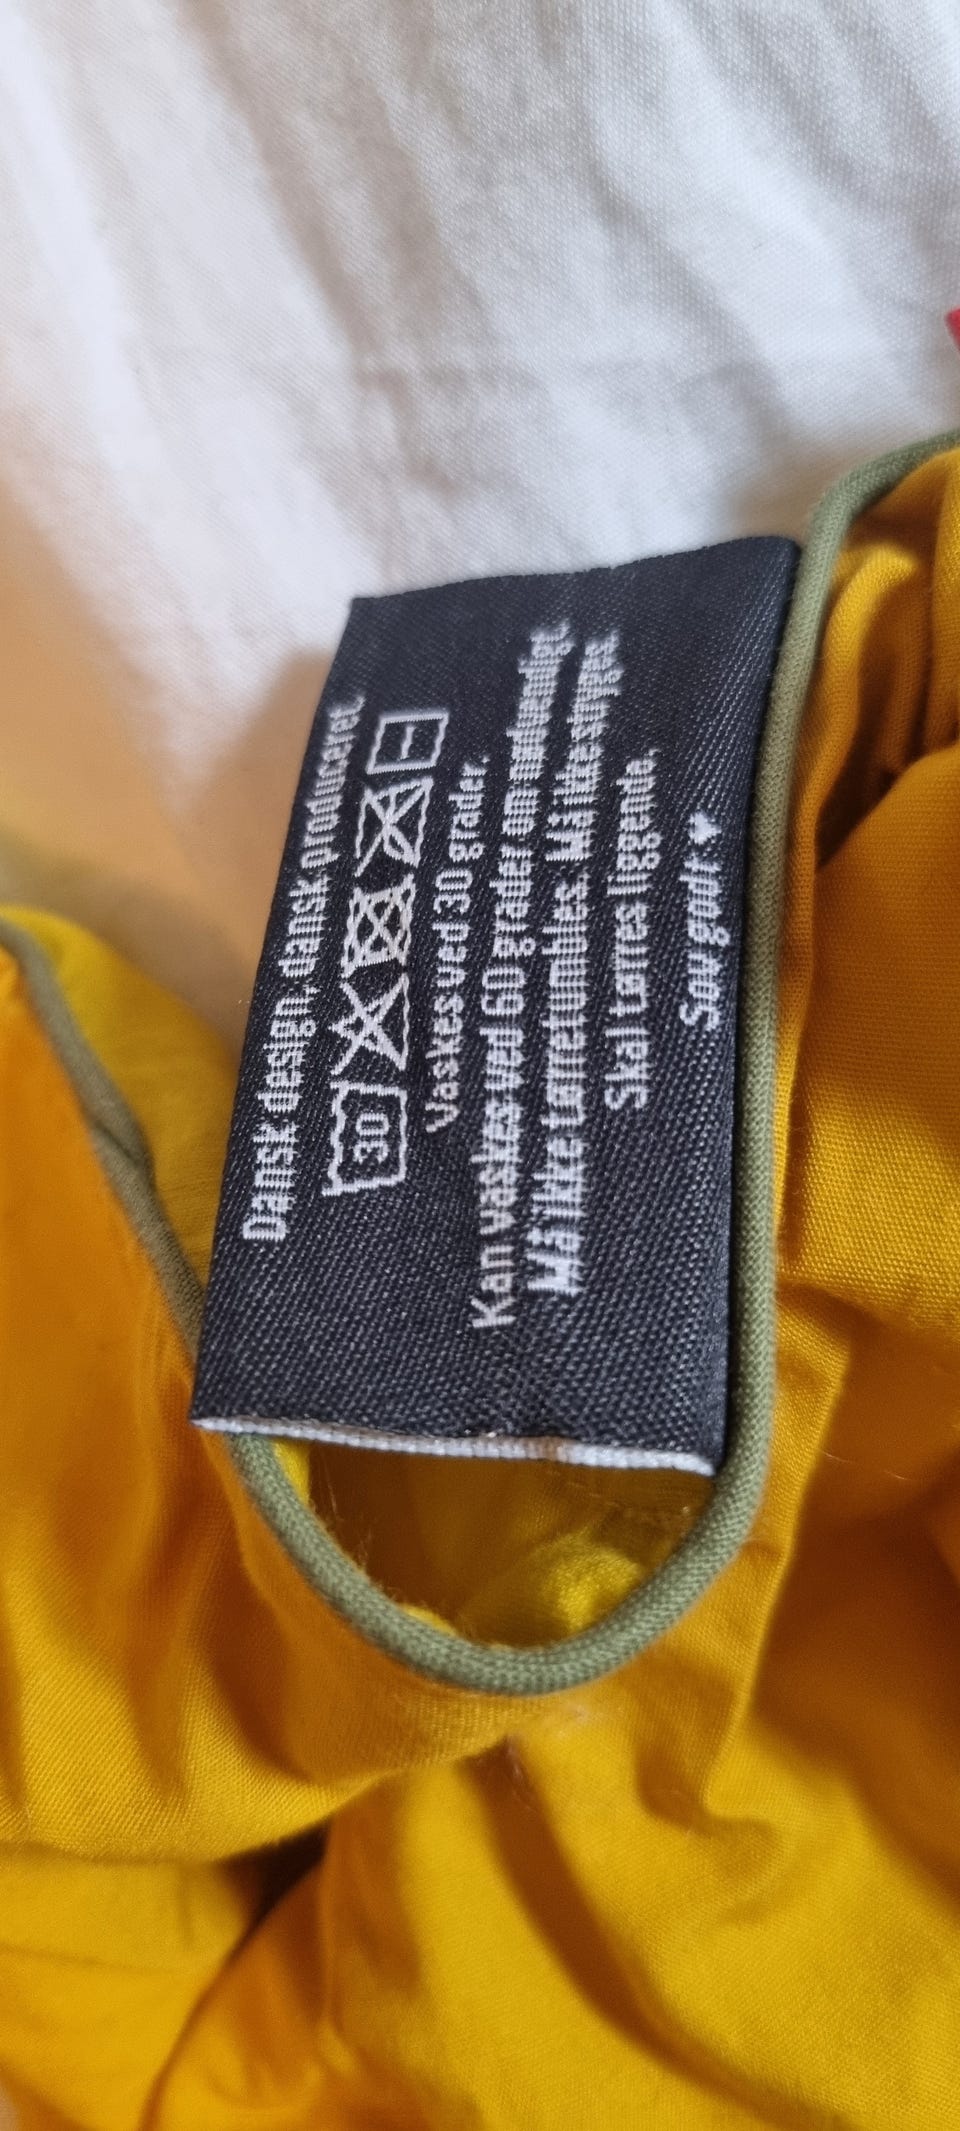 Dansk design, dansk produceret.
30
Vaskes ved 30 grader.
Kan vaskes ved 60 grader om nødvendigt.
Må ikke tørretumbles. Må ikke stryges.
Skal tørres liggende.
Sov godt ♥